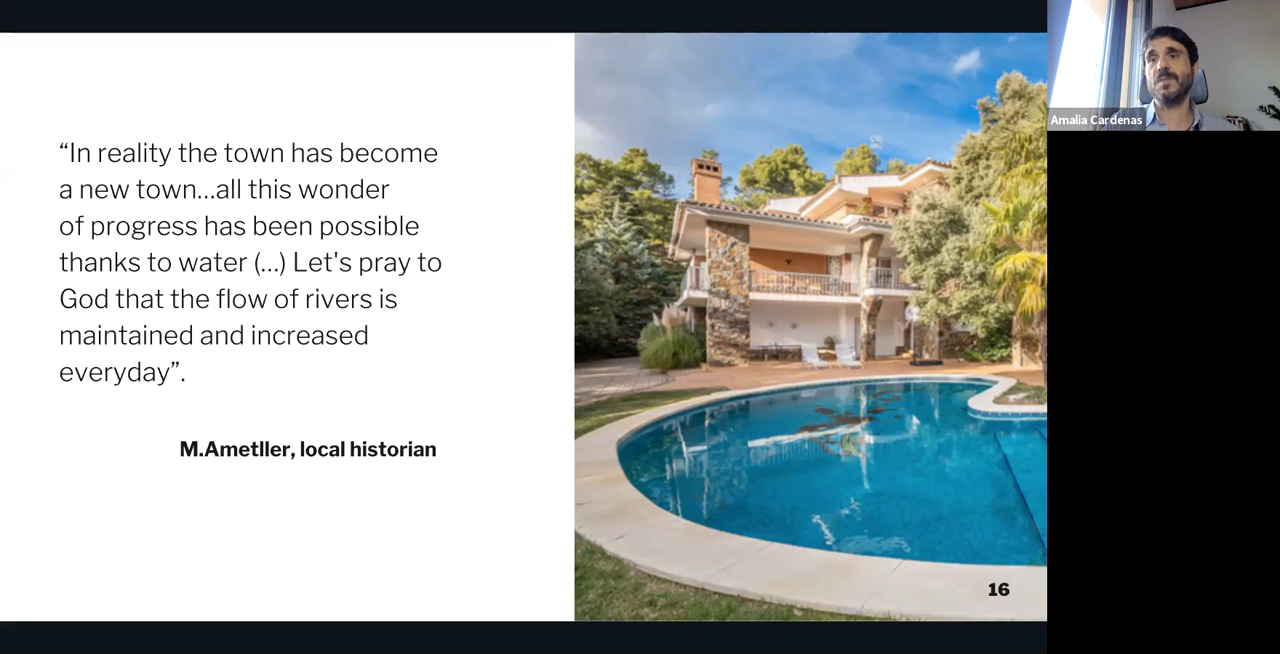 “In reality the town has become
a new town...all this wonder
of progress has been possible
thanks to water (...) Let's pray to
God that the flow of rivers is
maintained and increased
everyday”.
M.Ametller, local historian
16
Amalia Cardenas